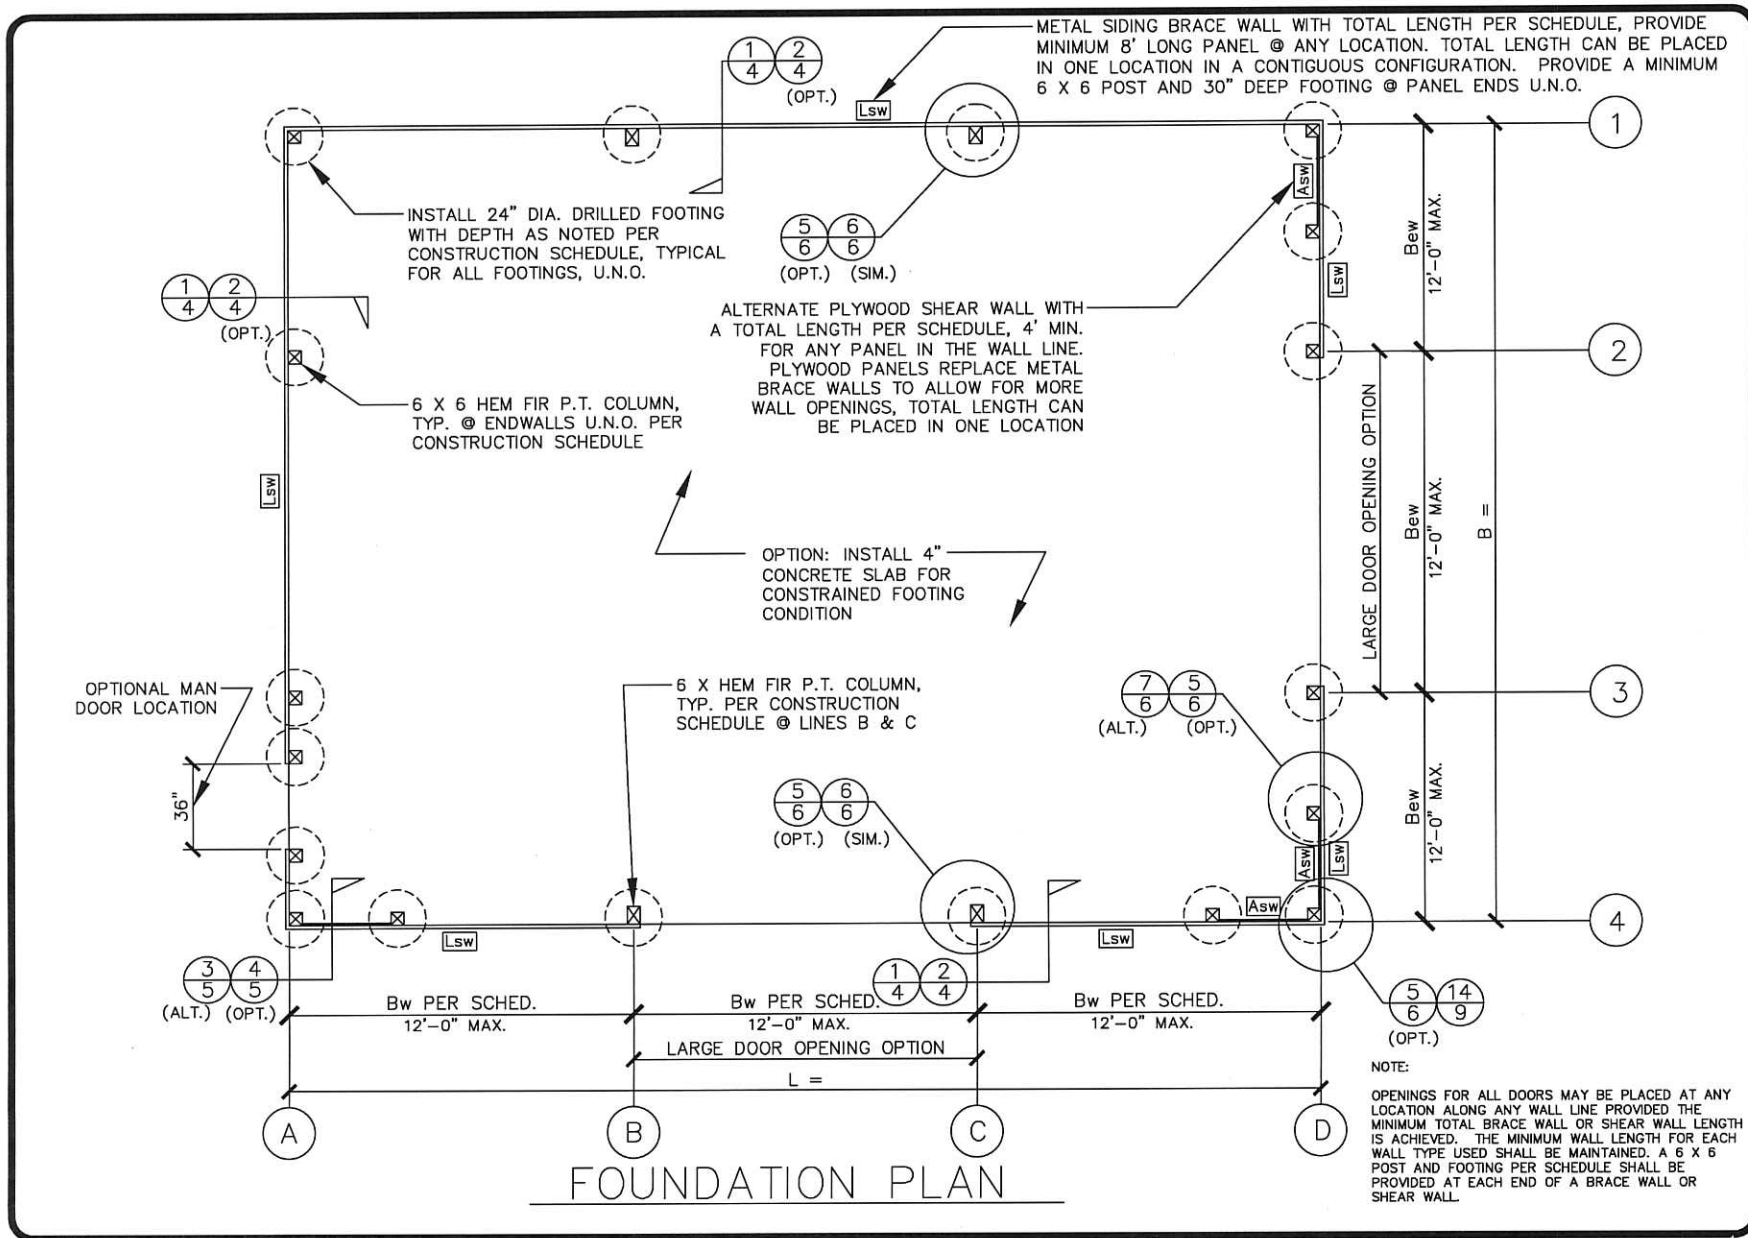 METAL SIDING BRACE WALL WITH TOTAL LENGTH PER SCHEDULE, PROVIDE
MINIMUM 8' LONG PANEL @ ANY LOCATION. TOTAL LENGTH CAN BE PLACED
IN ONE LOCATION IN A CONTIGUOUS CONFIGURATION. PROVIDE A MINIMUM
6 X 6 POST AND 30" DEEP FOOTING @ PANEL ENDS U.N.O.
1 2
4 4
(OPT.)
Lsw
1
INSTALL 24" DIA. DRILLED FOOTING
WITH DEPTH AS NOTED PER
CONSTRUCTION SCHEDULE, TYPICAL
FOR ALL FOOTINGS, U.N.O.
5 6
6 6
(OPT.) (SIM.)
Asw
Lsw
Bew
12'-0" MAX.
1 2
4 4
(OPT.)
ALTERNATE PLYWOOD SHEAR WALL WITH
A TOTAL LENGTH PER SCHEDULE, 4' MIN.
FOR ANY PANEL IN THE WALL LINE.
PLYWOOD PANELS REPLACE METAL
BRACE WALLS TO ALLOW FOR MORE
WALL OPENINGS, TOTAL LENGTH CAN
BE PLACED IN ONE LOCATION
2
6 X 6 HEM FIR P.T. COLUMN,
TYP. @ ENDWALLS U.N.O. PER
CONSTRUCTION SCHEDULE
Lsw
LARGE DOOR OPENING OPTION
Bew
12'-0" MAX.
B =
OPTION: INSTALL 4"
CONCRETE SLAB FOR
CONSTRAINED FOOTING
CONDITION
OPTIONAL MAN
DOOR LOCATION
6 X HEM FIR P.T. COLUMN,
TYP. PER CONSTRUCTION
SCHEDULE @ LINES B & C
7 5
6 6
(ALT.) (OPT.)
3
36"
5 6
6 6
(OPT.) (SIM.)
Bew
12'-0" MAX.
Asw
Lsw
Asw
4
Lsw
Lsw
3 4
5 5
(ALT.) (OPT.)
1 2
4 4
5 14
6 9
(OPT.)
Bw PER SCHED.
12'-0" MAX.
Bw PER SCHED.
12'-0" MAX.
Bw PER SCHED.
12'-0" MAX.
LARGE DOOR OPENING OPTION
L =
A
B
C
D
NOTE:
OPENINGS FOR ALL DOORS MAY BE PLACED AT ANY
LOCATION ALONG ANY WALL LINE PROVIDED THE
MINIMUM TOTAL BRACE WALL OR SHEAR WALL LENGTH
IS ACHIEVED. THE MINIMUM WALL LENGTH FOR EACH
WALL TYPE USED SHALL BE MAINTAINED. A 6 X 6
POST AND FOOTING PER SCHEDULE SHALL BE
PROVIDED AT EACH END OF A BRACE WALL OR
SHEAR WALL.
FOUNDATION PLAN